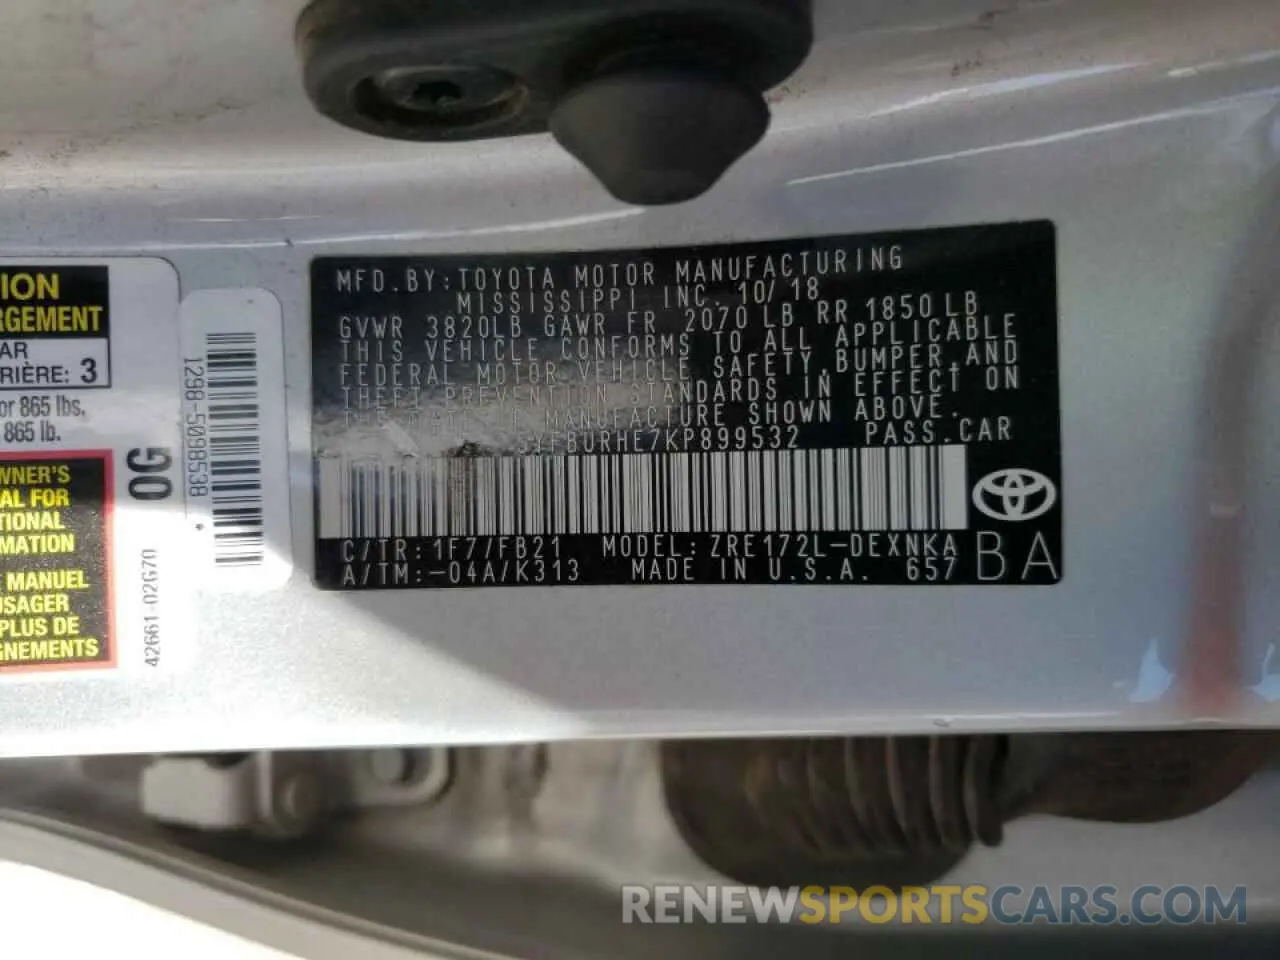 MFD.BY:TOYOTA MOTOR MANUFACTURING
MISSISSIPPI INC. 10/18
GVWR 3820LB GAWR FR 2070 LB RR 1850LB
THIS VEHICLE CONFORMS TO ALL APPLICABLE
FEDERAL MOTOR VEHICLE SAFETY,BUMPER,AND
THEFT PREVENTION STANDARDS IN EFFECT ON
MANUFACTURE SHOWN ABOVE.
YFBURHE7KP899532 PASS.CAR
C/TR:1F7/FB21 MODEL:ZRE172L-DEXNKA
A/TM:-04A/K313 MADE IN U.S.A. 657
BA
TION
RGEMENT
AR
RIÈRE: 3
or 865 lbs.
865 lb.
WNER'S
AL FOR
TIONAL
MATION
E MANUEL
USAGER
PLUS DE
GNEMENTS
0G
42661-02G70
1298-5098538
RENEWSPORTSCARS.COM